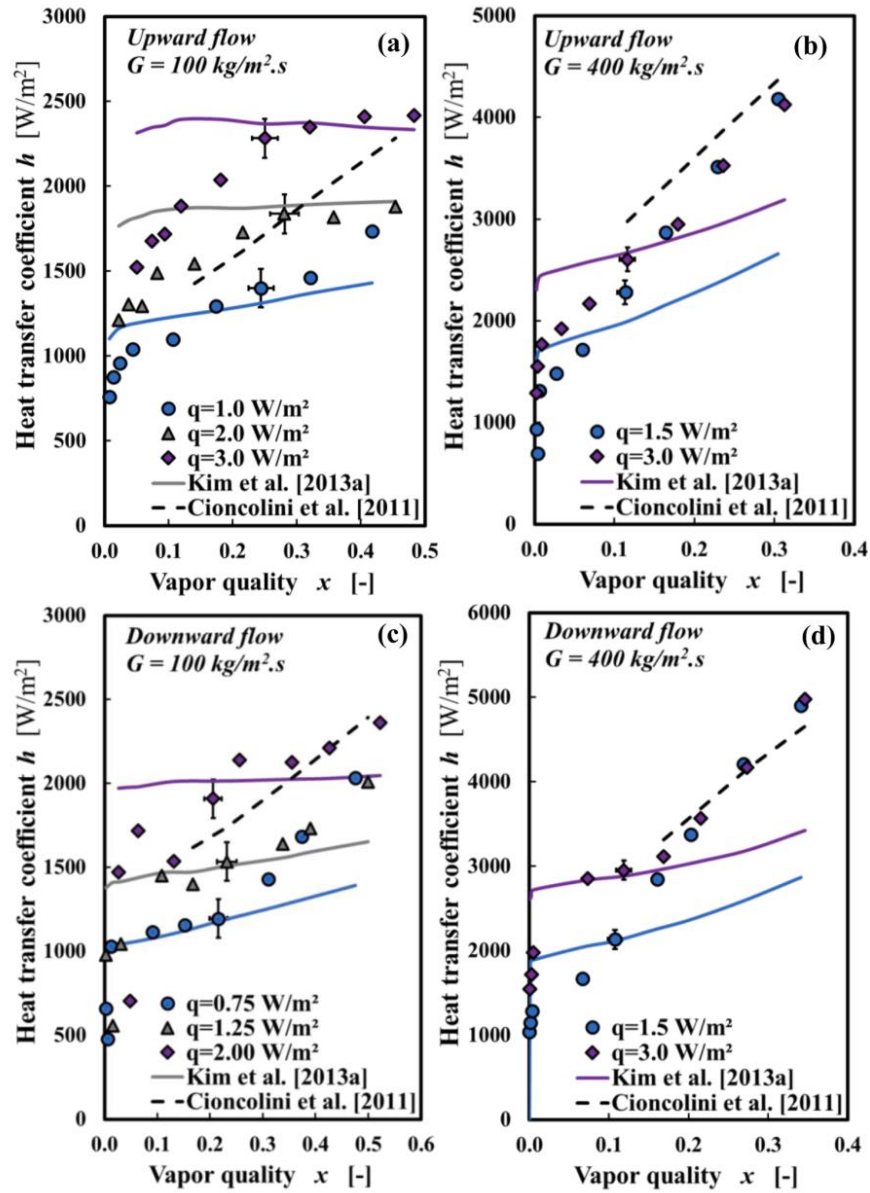 (a)
Upward flow
G = 100 kg/m².s
Heat transfer coefficient h [W/m²]
3000
2500
2000
1500
1000
500
0
q=1.0 W/m²
q=2.0 W/m²
q=3.0 W/m²
Kim et al. [2013a]
Cioncolini et al. [2011]
0.0 0.1 0.2 0.3 0.4 0.5
Vapor quality x [-]
(b)
Upward flow
G = 400 kg/m².s
Heat transfer coefficient h [W/m²]
5000
4000
3000
2000
1000
0
q=1.5 W/m²
q=3.0 W/m²
Kim et al. [2013a]
Cioncolini et al. [2011]
0.0 0.1 0.2 0.3 0.4
Vapor quality x [-]
(c)
Downward flow
G = 100 kg/m².s
Heat transfer coefficient h [W/m²]
3000
2500
2000
1500
1000
500
0
q=0.75 W/m²
q=1.25 W/m²
q=2.00 W/m²
Kim et al. [2013a]
Cioncolini et al. [2011]
0.0 0.1 0.2 0.3 0.4 0.5 0.6
Vapor quality x [-]
(d)
Downward flow
G = 400 kg/m².s
Heat transfer coefficient h [W/m²]
6000
5000
4000
3000
2000
1000
0
q=1.5 W/m²
q=3.0 W/m²
Kim et al. [2013a]
Cioncolini et al. [2011]
0.0 0.1 0.2 0.3 0.4
Vapor quality x [-]